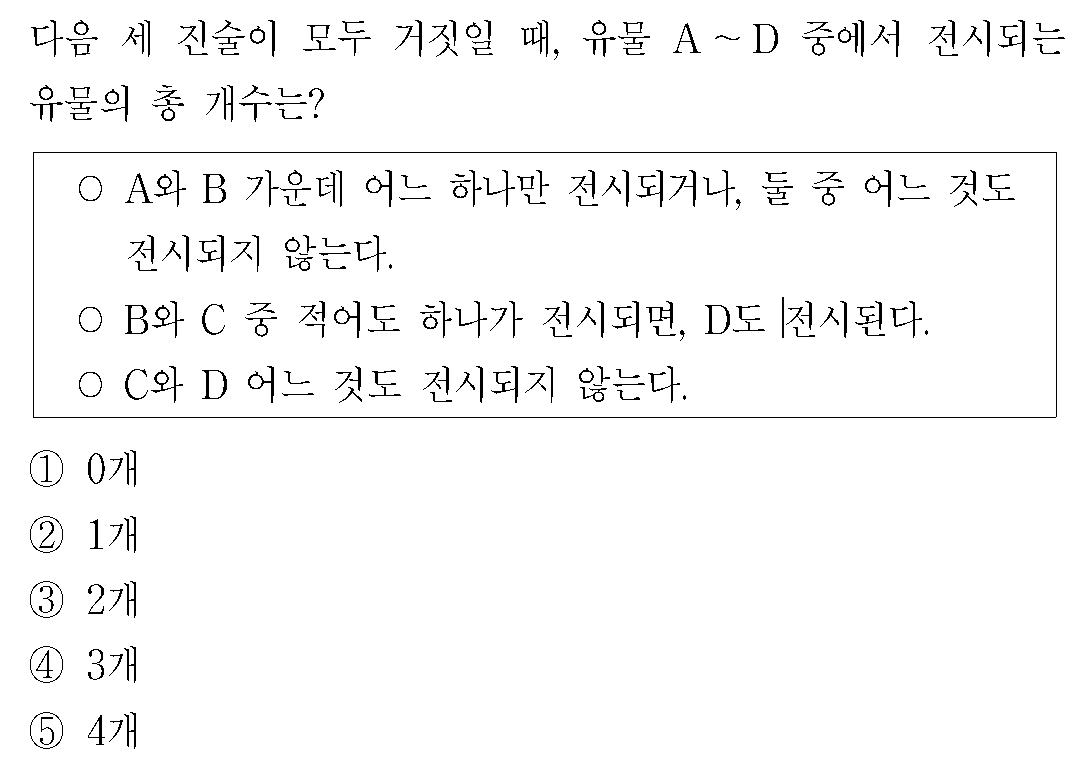 다음 세 진술이 모두 거짓일 때, 유물 A ~ D 중에서 전시되는
유물의 총 개수는?
○ A와 B 가운데 어느 하나만 전시되거나, 둘 중 어느 것도
전시되지 않는다.
○ B와 C 중 적어도 하나가 전시되면, D도 전시된다.
○ C와 D 어느 것도 전시되지 않는다.
① 0개
② 1개
③ 2개
④ 3개
⑤ 4개